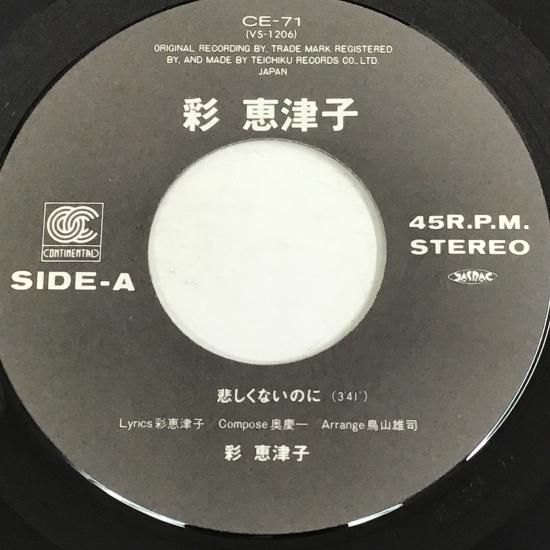 CE-71
(VS-1206)
ORIGINAL RECORDING BY, TRADE MARK REGISTERED
BY, AND MADE BY TEICHIKU RECORDS CO., LTD.
JAPAN
彩 恵津子
CONTINENTAL
SIDE-A
45R.P.M.
STEREO
JASRAC
悲しくないのに (3'41")
Lyrics 彩恵津子 Compose 奥慶一 Arrange 鳥山雄司
彩 恵津子